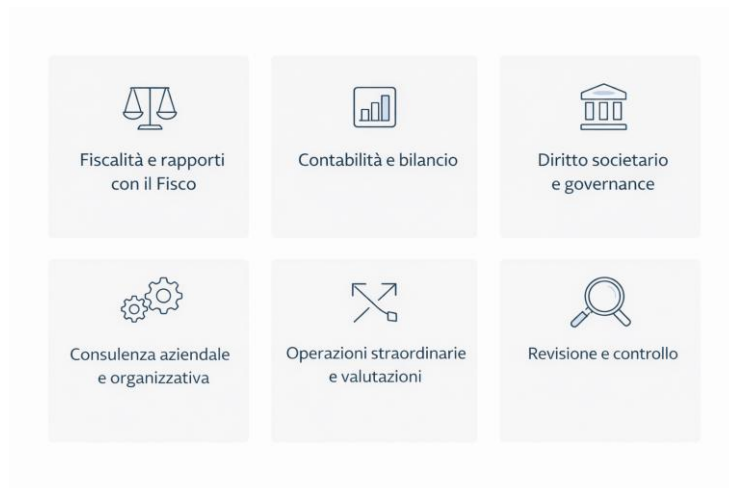 Fiscalità e rapporti
con il Fisco
Contabilità e bilancio
Diritto societario
e governance
Consulenza aziendale
e organizzativa
Operazioni straordinarie
e valutazioni
Revisione e controllo